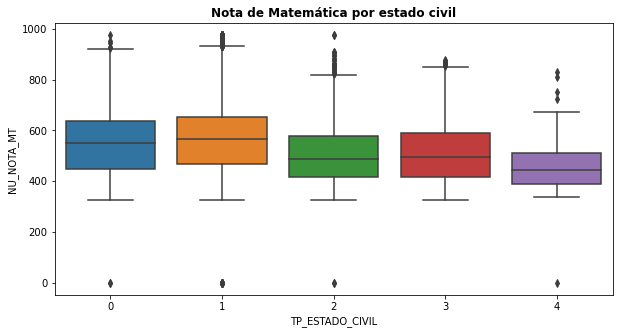 Nota de Matemática por estado civil
NU_NOTA_MT
1000
800
600
400
200
0
0 1 2 3 4
TP_ESTADO_CIVIL